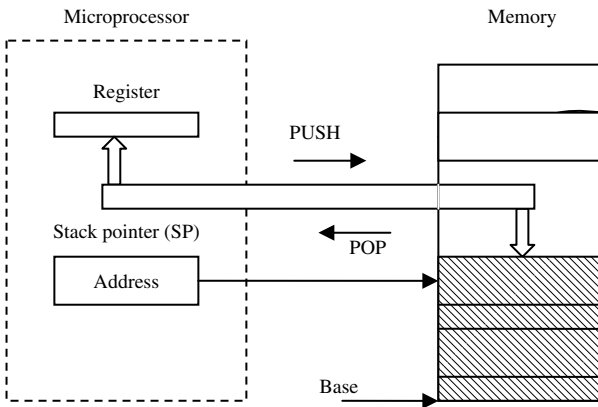 Microprocessor
Memory
Register
PUSH
Stack pointer (SP)
POP
Address
Base